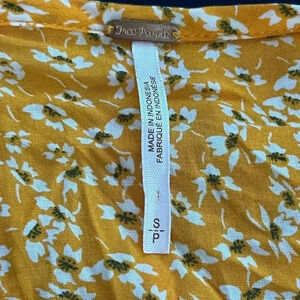 Free People
MADE IN INDONESIA
FABRIQUÉ EN INDONÉSIE
S|P